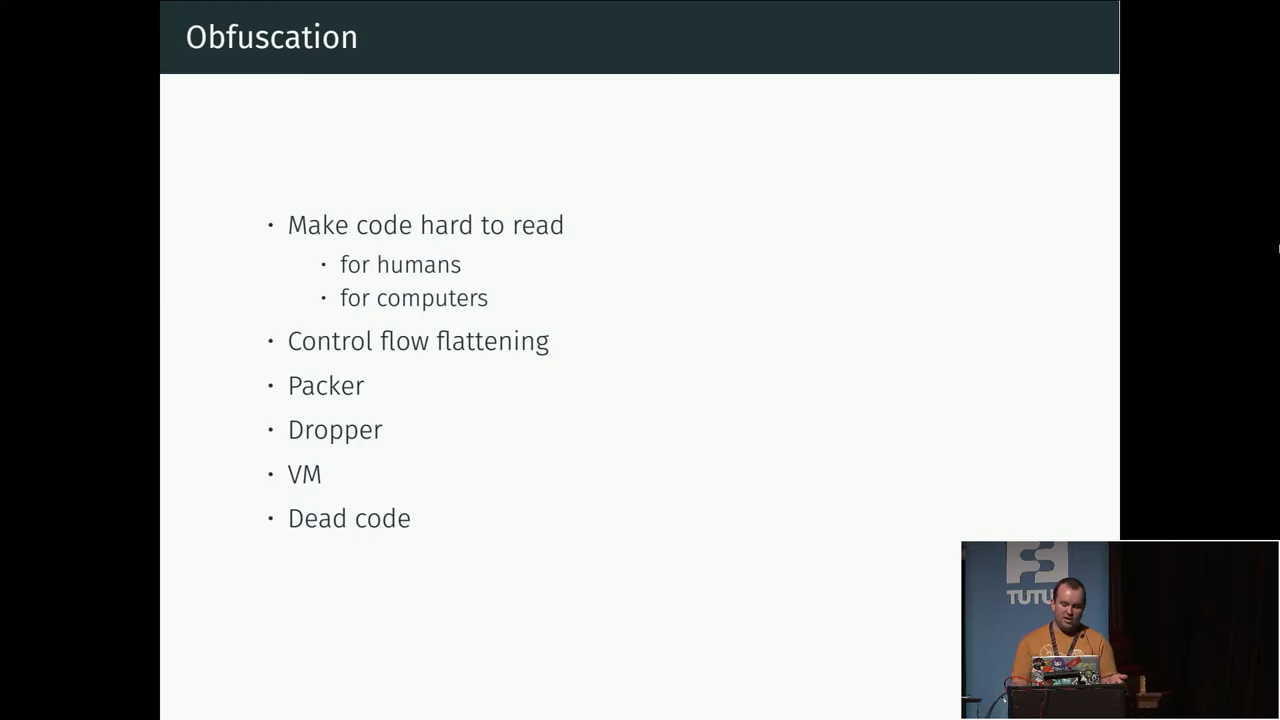 Obfuscation
• Make code hard to read
• for humans
• for computers
• Control flow flattening
• Packer
• Dropper
• VM
• Dead code